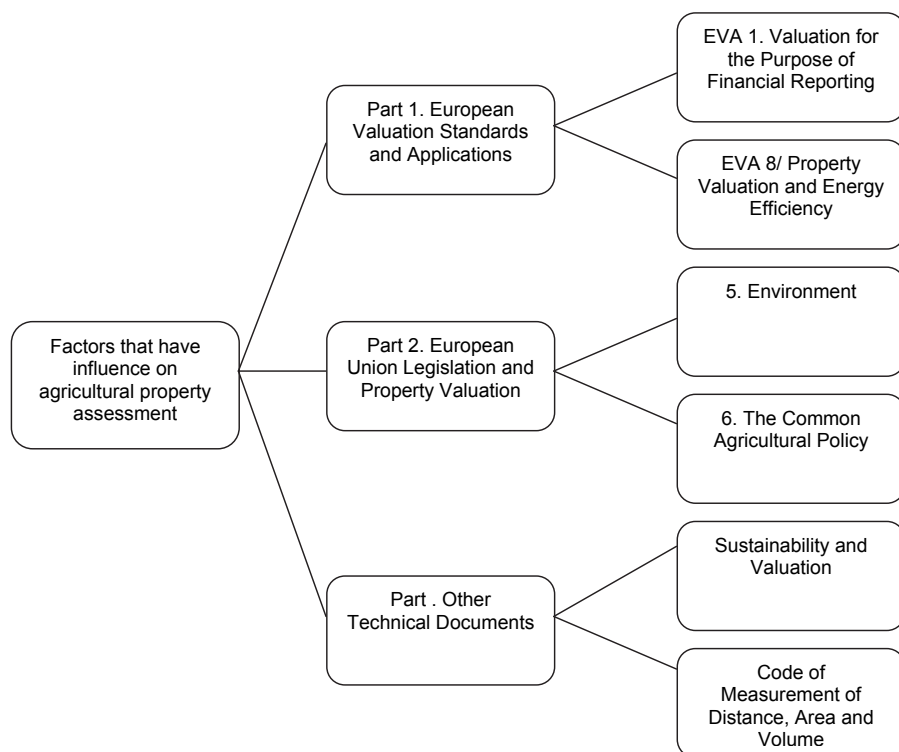 Factors that have
influence on
agricultural property
assessment
Part 1. European
Valuation Standards
and Applications
EVA 1. Valuation for
the Purpose of
Financial Reporting
EVA 8/ Property
Valuation and Energy
Efficiency
Part 2. European
Union Legislation and
Property Valuation
5. Environment
6. The Common
Agricultural Policy
Part . Other
Technical Documents
Sustainability and
Valuation
Code of
Measurement of
Distance, Area and
Volume